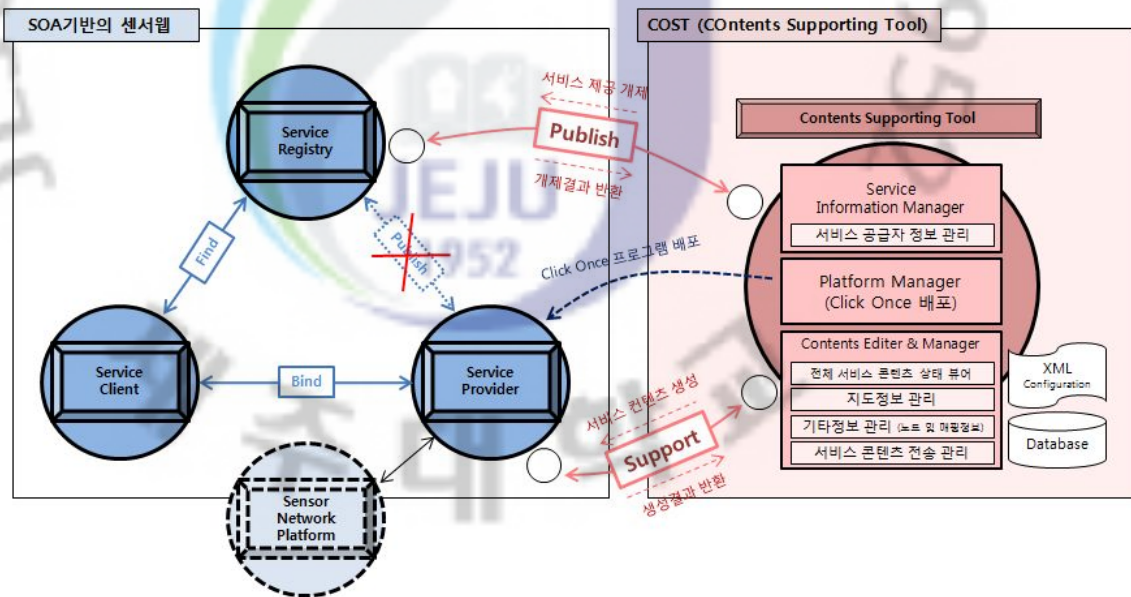 SOA기반의 센서웹
COST (COntents Supporting Tool)
서비스 제공 개제
Publish
개제결과 반환
Contents Supporting Tool
Service
Registry
JEJU
1952
Service
Information Manager
서비스 공급자 정보 관리
Find
Publish
Click Once 프로그램 배포
Platform Manager
(Click Once 배포)
Service
Client
Bind
Service
Provider
Contents Editer & Manager
전체 서비스 콘텐츠 상태 뷰어
지도정보 관리
기타정보 관리 (노드 및 매핑정보)
서비스 콘텐츠 전송 관리
XML
Configuration
Database
서비스 컨텐츠 생성
Support
생성결과 반환
Sensor
Network
Platform